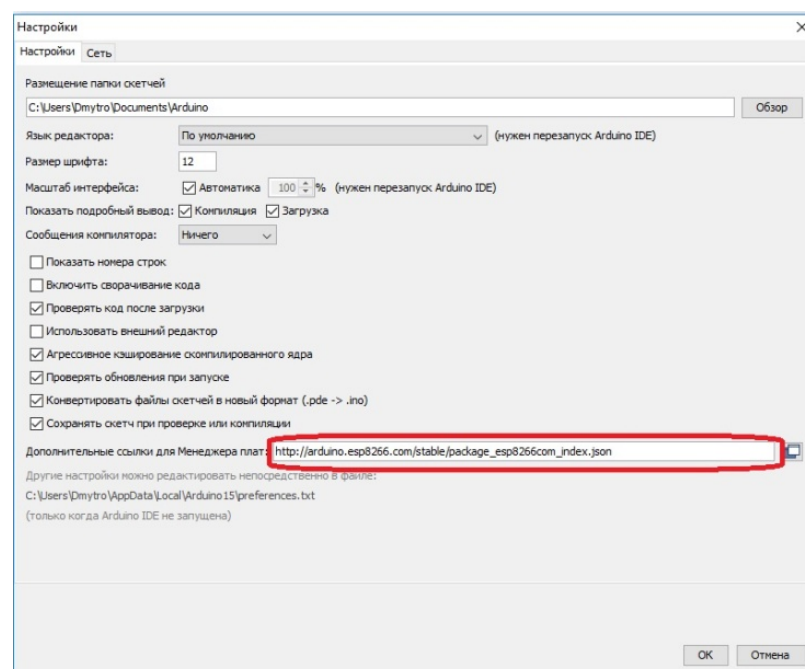 Настройки
Настройки Сеть
Размещение папки скетчей
C:\Users\Dmytro\Documents\Arduino Обзор
Язык редактора: По умолчанию (нужен перезапуск Arduino IDE)
Размер шрифта: 12
Масштаб интерфейса: Автоматика 100 % (нужен перезапуск Arduino IDE)
Показать подробный вывод: Компиляция Загрузка
Сообщения компилятора: Ничего
Показать номера строк
Включить сворачивание кода
Проверять код после загрузки
Использовать внешний редактор
Агрессивное кэширование скомпилированного ядра
Проверять обновления при запуске
Конвертировать файлы скетчей в новый формат (.pde -> .ino)
Сохранять скетч при проверке или компиляции
Дополнительные ссылки для Менеджера плат: http://arduino.esp8266.com/stable/package_esp8266com_index.json
Другие настройки можно редактировать непосредственно в файле:
C:\Users\Dmytro\AppData\Local\Arduino15\preferences.txt
(только когда Arduino IDE не запущена)
OK Отмена